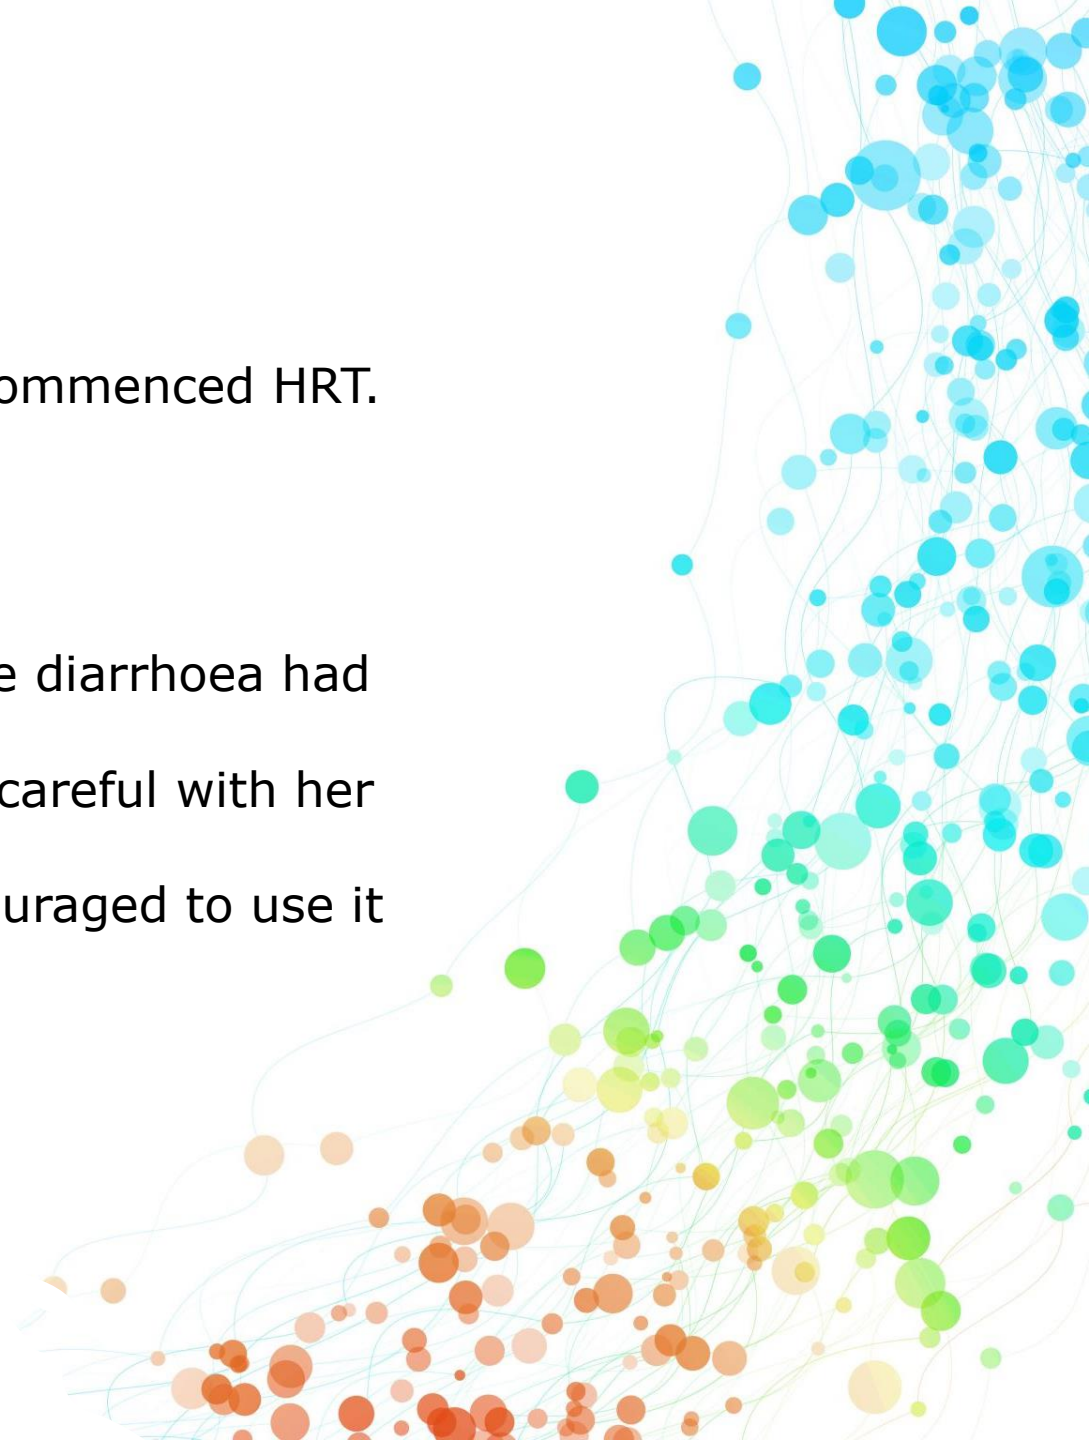 ommenced HRT.
e diarrhoea had
careful with her
uraged to use it